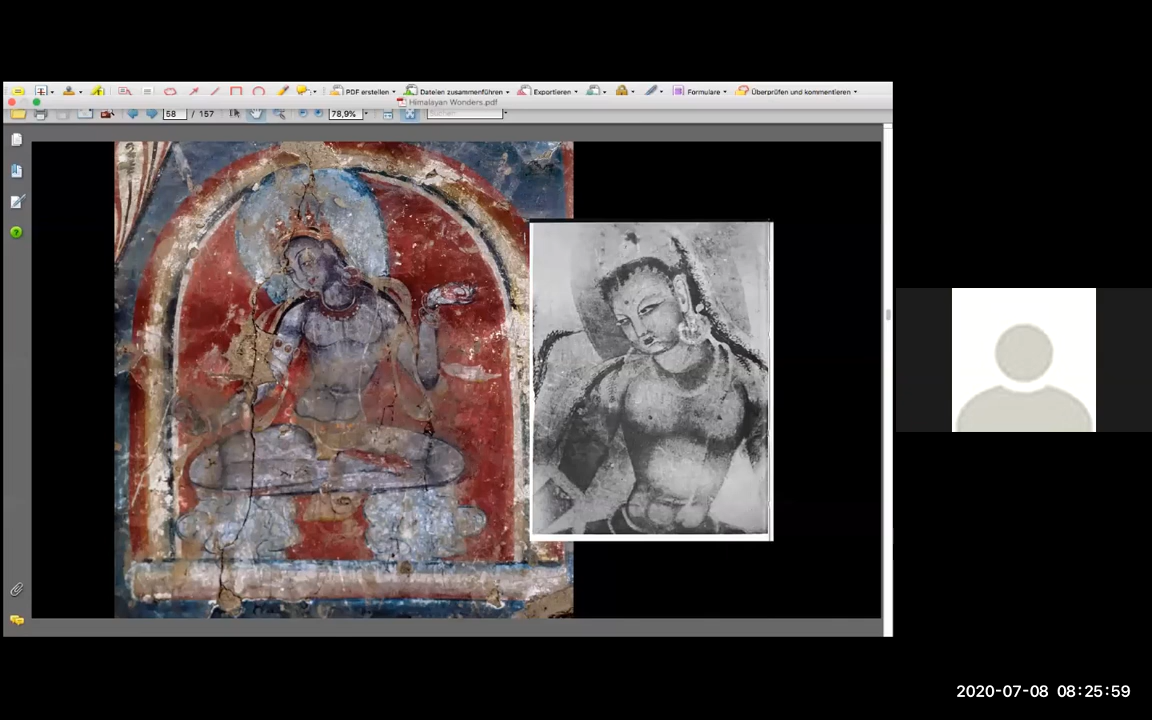 PDF erstellen
Dateien zusammenführen
Exportieren
Formulare
Überprüfen und kommentieren
Himalayan Wonders.pdf
58 / 157
78,9%
2020-07-08 08:25:59